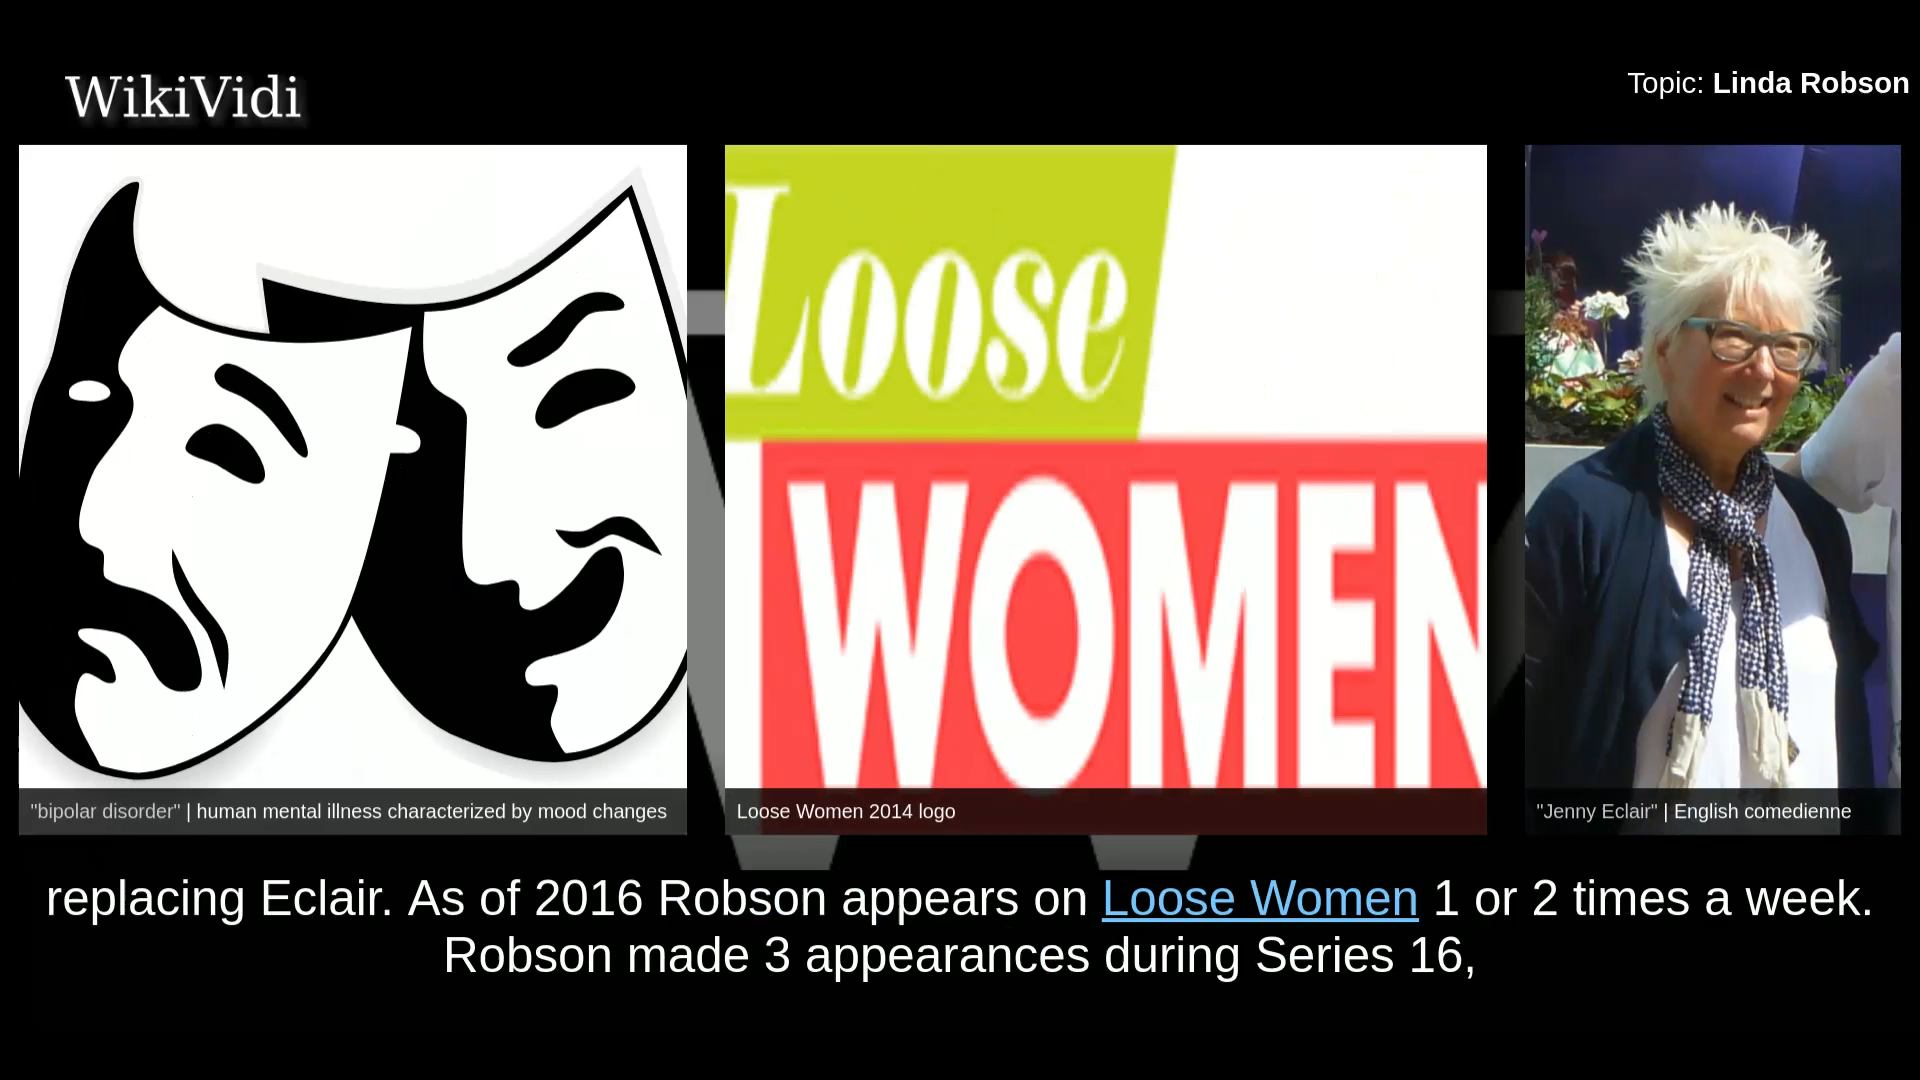 WikiVidi
Topic: Linda Robson
Loose
WOMEN
"bipolar disorder" | human mental illness characterized by mood changes
Loose Women 2014 logo
"Jenny Eclair" | English comedienne
replacing Eclair. As of 2016 Robson appears on Loose Women 1 or 2 times a week.
Robson made 3 appearances during Series 16,